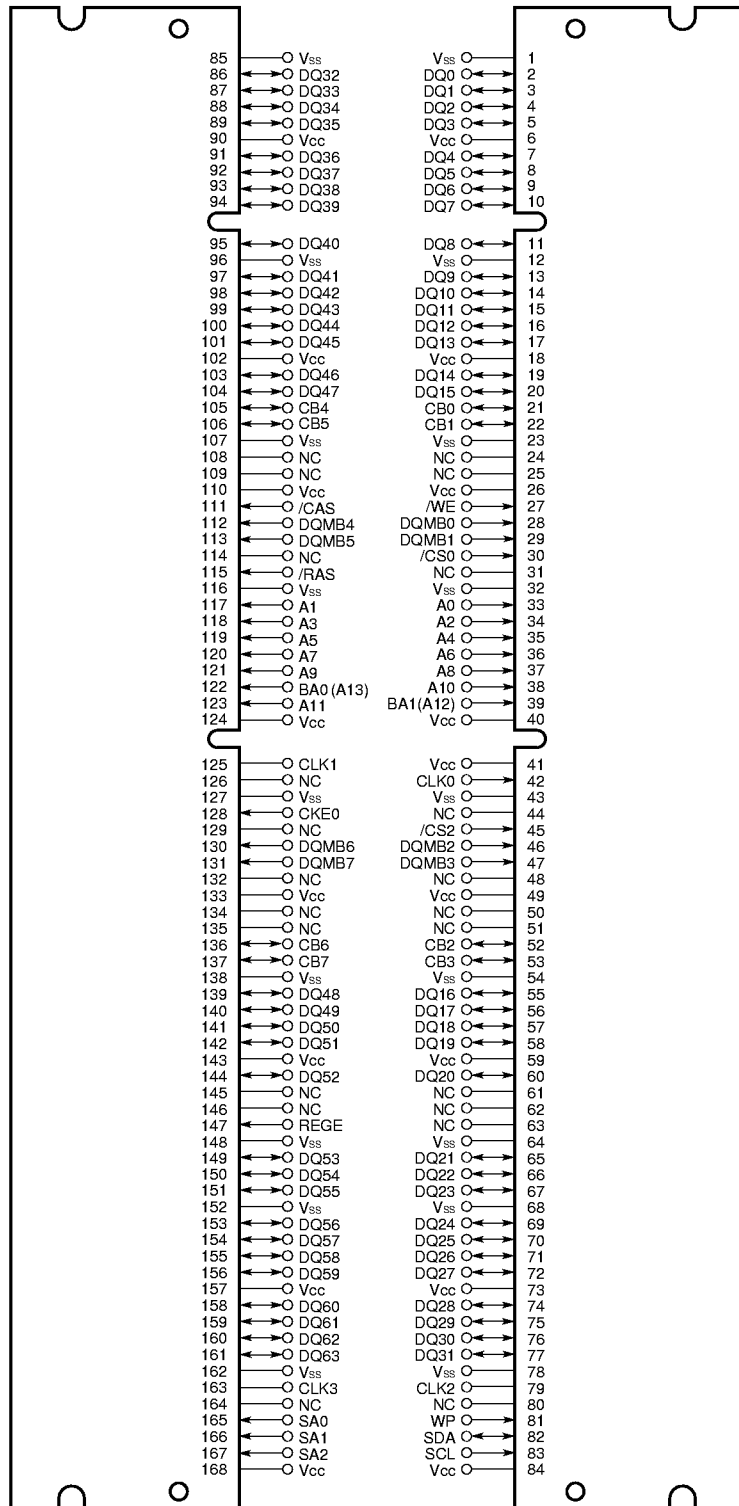 85 Vss Vss 1
86 DQ32 DQ0 2
87 DQ33 DQ1 3
88 DQ34 DQ2 4
89 DQ35 DQ3 5
90 Vcc Vcc 6
91 DQ36 DQ4 7
92 DQ37 DQ5 8
93 DQ38 DQ6 9
94 DQ39 DQ7 10
95 DQ40 DQ8 11
96 Vss Vss 12
97 DQ41 DQ9 13
98 DQ42 DQ10 14
99 DQ43 DQ11 15
100 DQ44 DQ12 16
101 DQ45 DQ13 17
102 Vcc Vcc 18
103 DQ46 DQ14 19
104 DQ47 DQ15 20
105 CB4 CB0 21
106 CB5 CB1 22
107 Vss Vss 23
108 NC NC 24
109 NC NC 25
110 Vcc Vcc 26
111 /CAS /WE 27
112 DQMB4 DQMB0 28
113 DQMB5 DQMB1 29
114 NC /CS0 30
115 /RAS NC 31
116 Vss Vss 32
117 A1 A0 33
118 A3 A2 34
119 A5 A4 35
120 A7 A6 36
121 A9 A8 37
122 BA0 (A13) A10 38
123 A11 BA1(A12) 39
124 Vcc Vcc 40
125 CLK1 Vcc 41
126 NC CLK0 42
127 Vss Vss 43
128 CKE0 NC 44
129 NC /CS2 45
130 DQMB6 DQMB2 46
131 DQMB7 DQMB3 47
132 NC NC 48
133 Vcc Vcc 49
134 NC NC 50
135 NC NC 51
136 CB6 CB2 52
137 CB7 CB3 53
138 Vss Vss 54
139 DQ48 DQ16 55
140 DQ49 DQ17 56
141 DQ50 DQ18 57
142 DQ51 DQ19 58
143 Vcc Vcc 59
144 DQ52 DQ20 60
145 NC NC 61
146 NC NC 62
147 REGE NC 63
148 Vss Vss 64
149 DQ53 DQ21 65
150 DQ54 DQ22 66
151 DQ55 DQ23 67
152 Vss Vss 68
153 DQ56 DQ24 69
154 DQ57 DQ25 70
155 DQ58 DQ26 71
156 DQ59 DQ27 72
157 Vcc Vcc 73
158 DQ60 DQ28 74
159 DQ61 DQ29 75
160 DQ62 DQ30 76
161 DQ63 DQ31 77
162 Vss Vss 78
163 CLK3 CLK2 79
164 NC NC 80
165 SA0 WP 81
166 SA1 SDA 82
167 SA2 SCL 83
168 Vcc Vcc 84